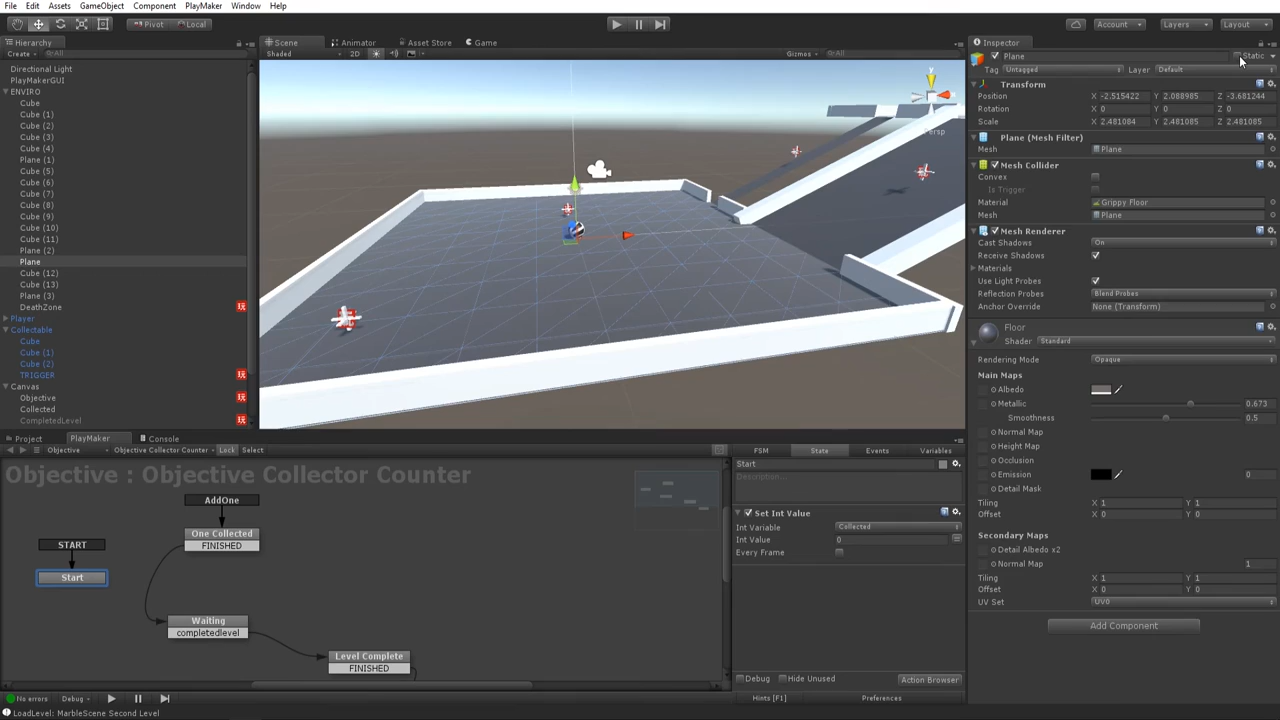 File Edit Assets GameObject Component PlayMaker Window Help
Pivot Local Account Layers Layout
Hierarchy
Create All
Directional Light
PlayMakerGUI
ENVIRO
Cube
Cube (1)
Cube (2)
Cube (3)
Cube (4)
Plane (1)
Cube (5)
Cube (6)
Cube (7)
Cube (8)
Cube (9)
Cube (10)
Cube (11)
Plane (2)
Plane
Cube (12)
Cube (13)
Plane (3)
DeathZone
Player
Collectable
Cube
Cube (1)
Cube (2)
TRIGGER
Canvas
Objective
Collected
CompletedLevel
Scene Animator Asset Store Game
Shaded 2D Gizmos All
y
Persp
Inspector
Plane Static
Tag Untagged Layer Default
Transform
Position X -2.515422 Y 2.088985 Z -3.681244
Rotation X 0 Y 0 Z 0
Scale X 2.481084 Y 2.481085 Z 2.481085
Plane (Mesh Filter)
Mesh Plane
Mesh Collider
Convex
Is Trigger
Material Grippy Floor
Mesh Plane
Mesh Renderer
Cast Shadows On
Receive Shadows
Materials
Use Light Probes
Reflection Probes Blend Probes
Anchor Override None (Transform)
Floor
Shader Standard
Rendering Mode Opaque
Main Maps
Albedo
Metallic 0.673
Smoothness 0.5
Normal Map
Height Map
Occlusion
Emission 0
Detail Mask
Tiling X 1 Y 1
Offset X 0 Y 0
Secondary Maps
Detail Albedo x2
Normal Map 1
Tiling X 1 Y 1
Offset X 0 Y 0
UV Set UV0
Add Component
Project PlayMaker Console
Objective Objective Collector Counter Lock Select
Objective : Objective Collector Counter
AddOne
One Collected
FINISHED
START
Start
Waiting
completedlevel
Level Complete
FINISHED
FSM State Events Variables
Start
Description...
Set Int Value
Int Variable Collected
Int Value 0
Every Frame
Debug Hide Unused Action Browser
Hints [F1] Preferences
No errors Debug
LoadLevel: MarbleScene Second Level